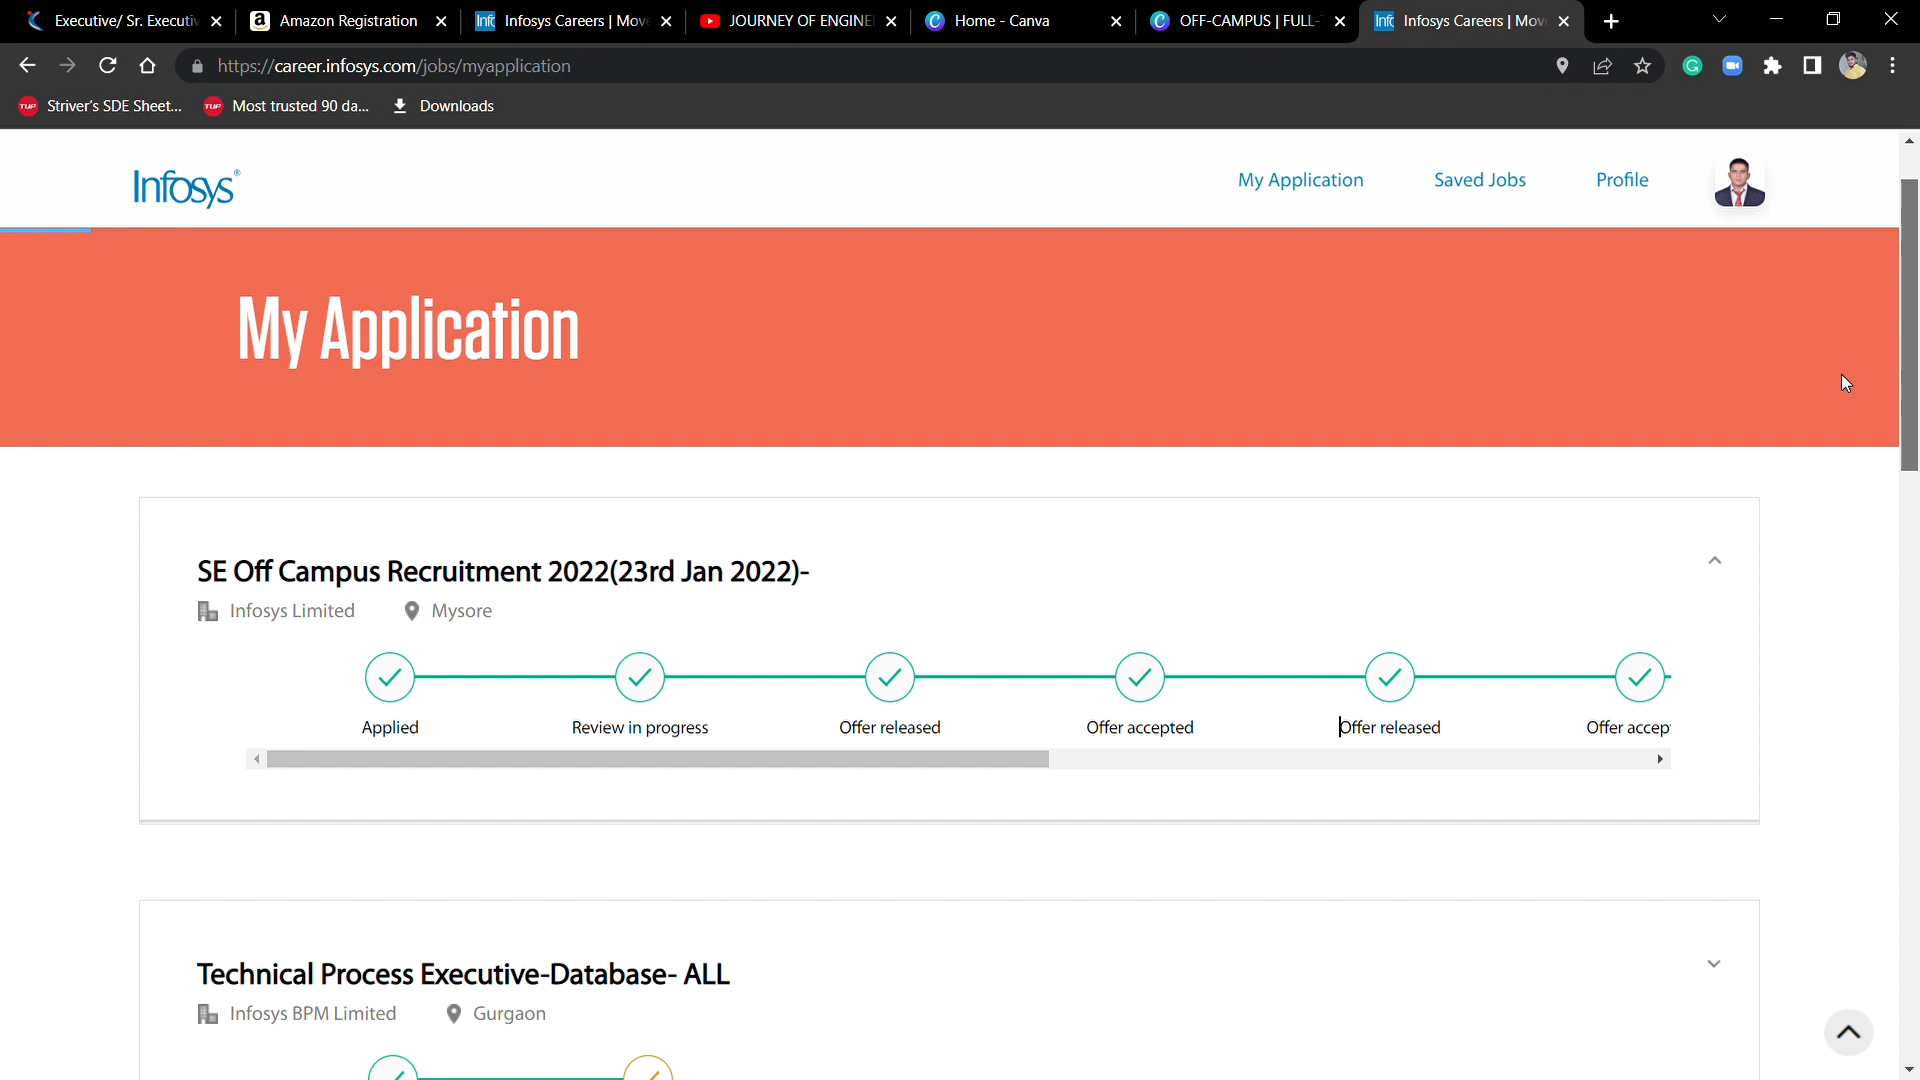 Executive/ Sr. Executiv
Amazon Registration
Infosys Careers | Mov
JOURNEY OF ENGINE
Home - Canva
OFF-CAMPUS | FULL-
Infosys Careers | Mov
https://career.infosys.com/jobs/myapplication
Striver's SDE Sheet...
Most trusted 90 da...
Downloads
Infosys®
My Application
Saved Jobs
Profile
My Application
SE Off Campus Recruitment 2022(23rd Jan 2022)-
Infosys Limited
Mysore
Applied
Review in progress
Offer released
Offer accepted
Offer released
Offer accep
Technical Process Executive-Database- ALL
Infosys BPM Limited
Gurgaon